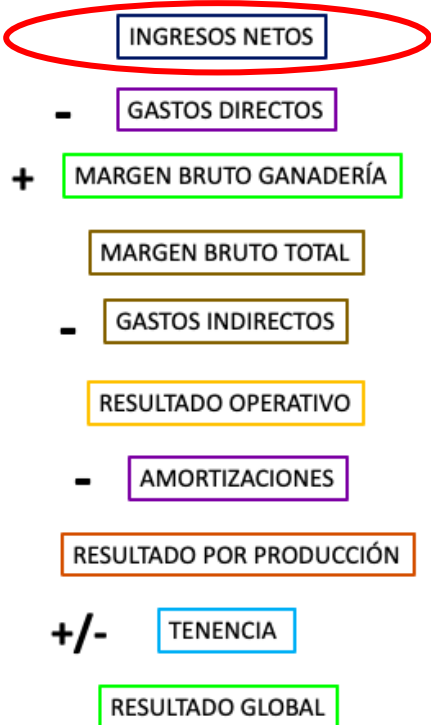 INGRESOS NETOS
- GASTOS DIRECTOS
+ MARGEN BRUTO GANADERÍA
MARGEN BRUTO TOTAL
- GASTOS INDIRECTOS
RESULTADO OPERATIVO
- AMORTIZACIONES
RESULTADO POR PRODUCCIÓN
+/- TENENCIA
RESULTADO GLOBAL